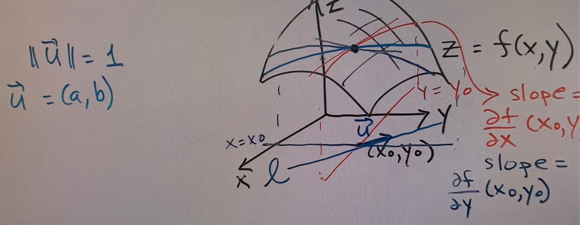 ‖u⃗‖ = 1
u⃗ = (a,b)
z
z = f(x,y)
y = y₀
slope =
∂f/∂x (x₀,y
u⃗
y
x = x₀
(x₀,y₀)
x
ℓ
slope =
∂f/∂y (x₀,y₀)